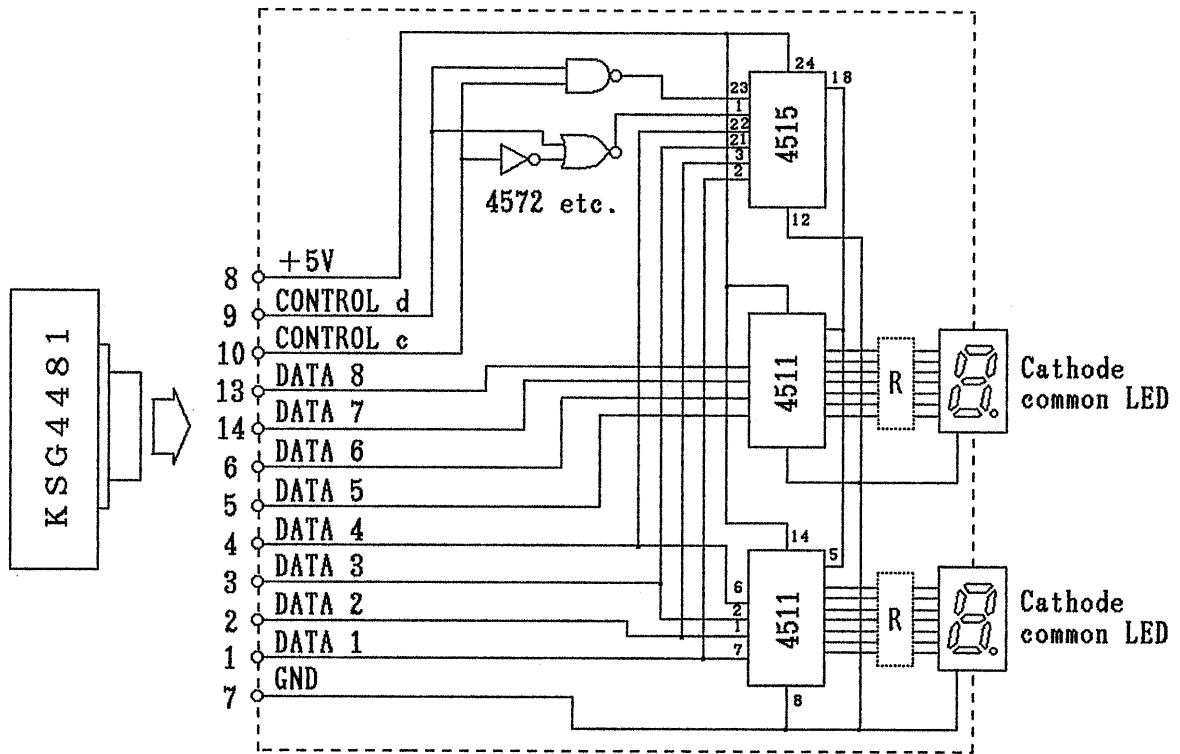 KSG4481
8 +5V
9 CONTROL d
10 CONTROL c
13 DATA 8
14 DATA 7
6 DATA 6
5 DATA 5
4 DATA 4
3 DATA 3
2 DATA 2
1 DATA 1
7 GND
4572 etc.
24
18
23
1
22
21
3
2
4515
12
4511
R
Cathode
common LED
14
5
6
2
1
7
4511
8
R
Cathode
common LED